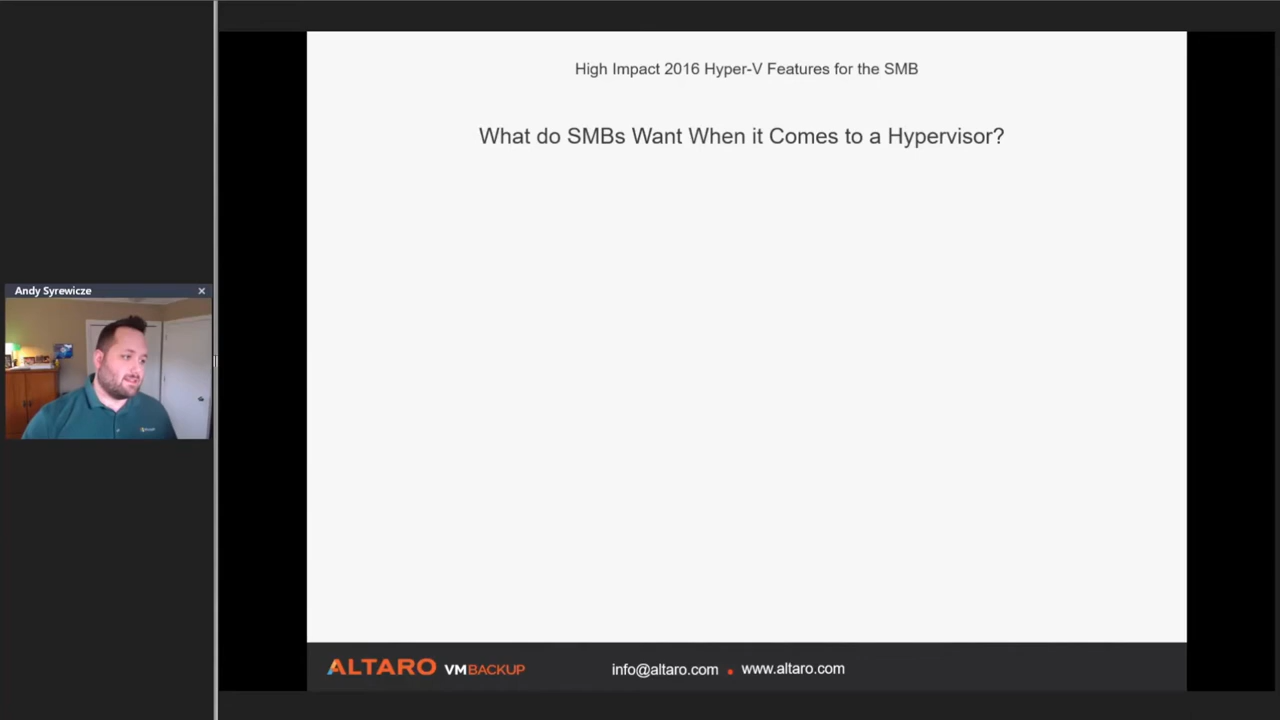 High Impact 2016 Hyper-V Features for the SMB
What do SMBs Want When it Comes to a Hypervisor?
Andy Syrewicze
ALTARO VMBACKUP
info@altaro.com ▪ www.altaro.com